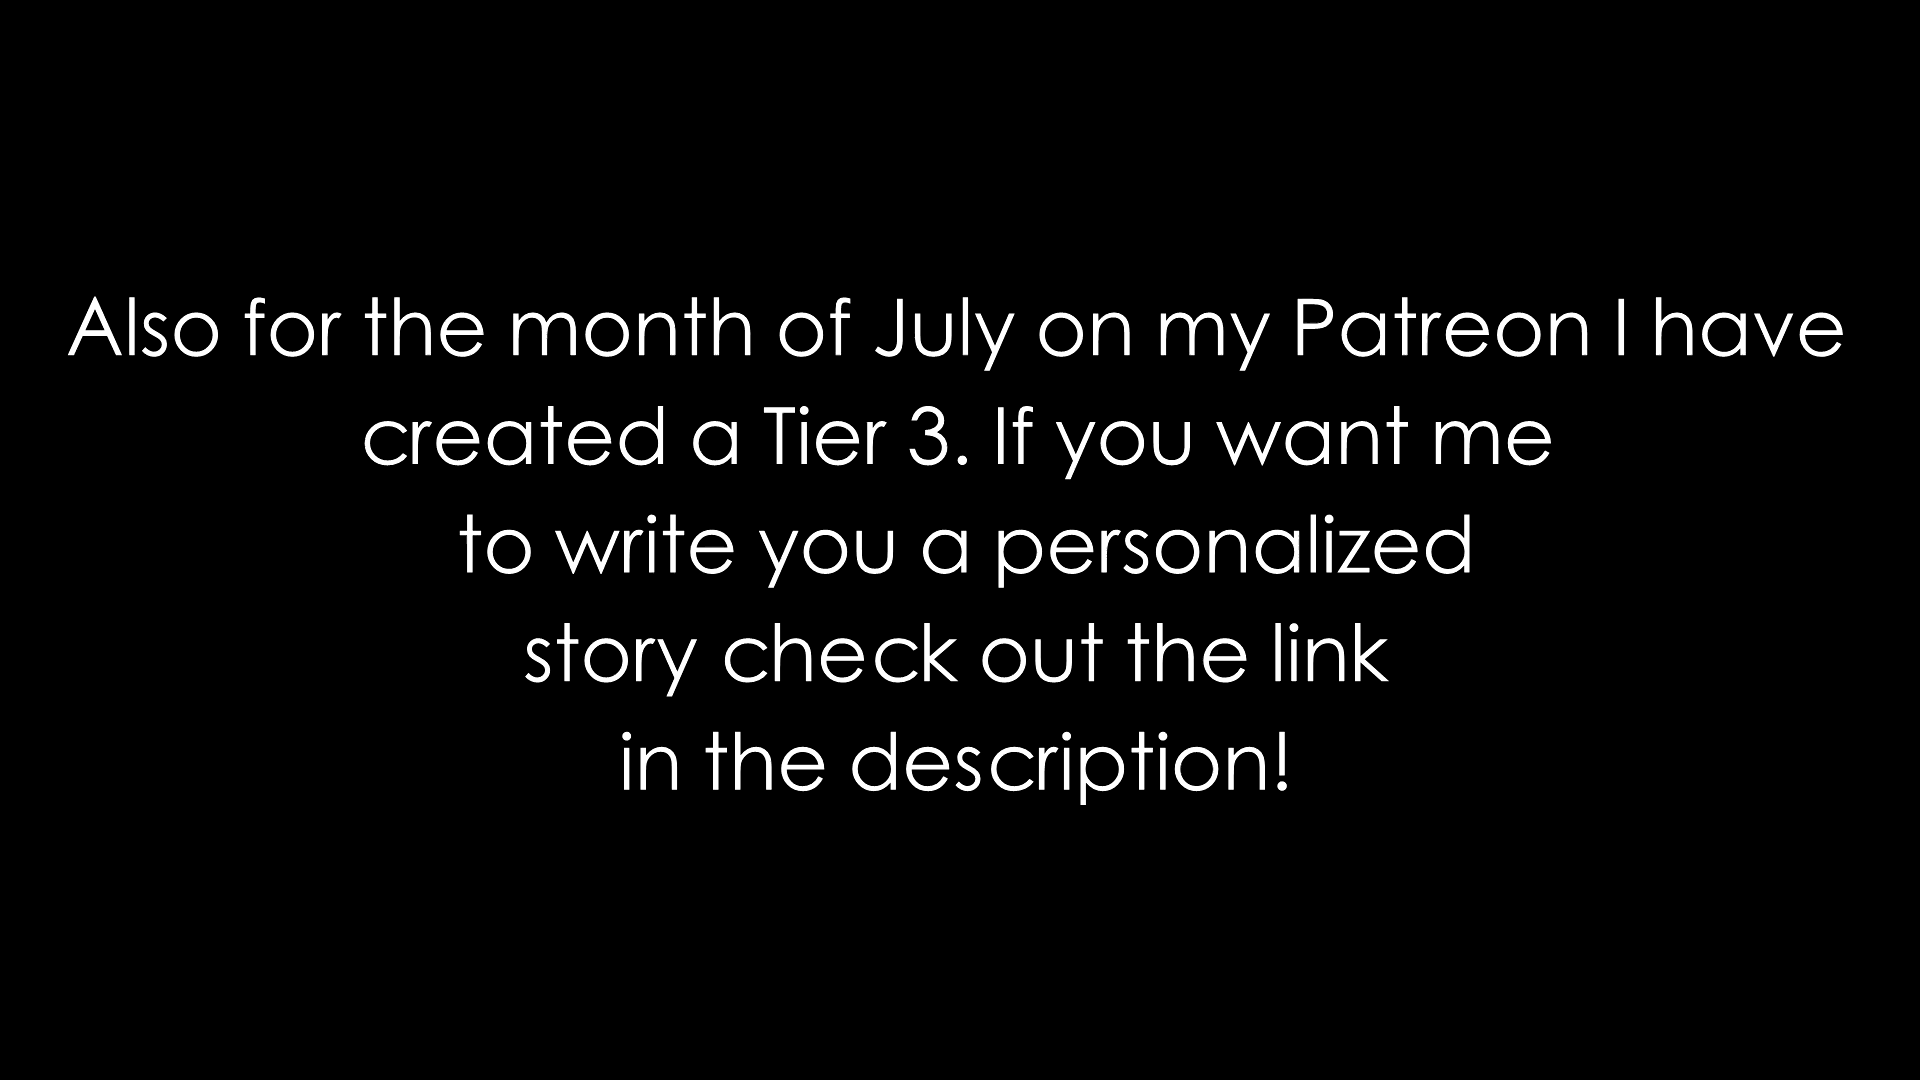 Also for the month of July on my Patreon I have
created a Tier 3. If you want me
to write you a personalized
story check out the link
in the description!